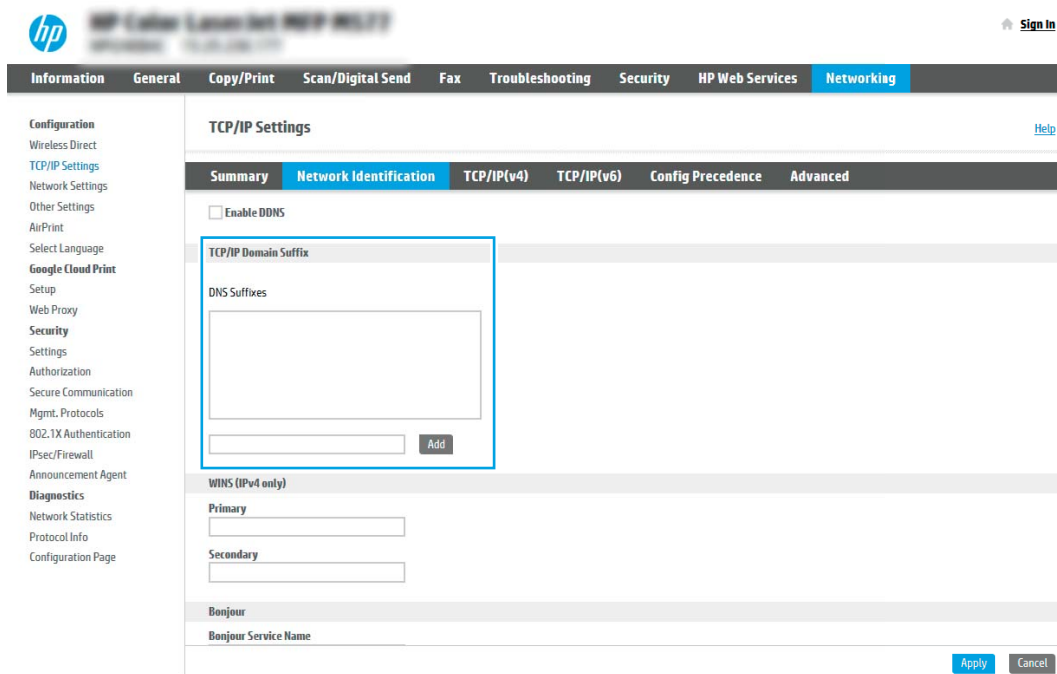 hp
Sign In
Information General Copy/Print Scan/Digital Send Fax Troubleshooting Security HP Web Services Networking
Configuration
Wireless Direct
TCP/IP Settings
Network Settings
Other Settings
AirPrint
Select Language
Google Cloud Print
Setup
Web Proxy
Security
Settings
Authorization
Secure Communication
Mgmt. Protocols
802.1X Authentication
IPsec/Firewall
Announcement Agent
Diagnostics
Network Statistics
Protocol Info
Configuration Page
TCP/IP Settings
Help
Summary Network Identification TCP/IP(v4) TCP/IP(v6) Config Precedence Advanced
Enable DDNS
TCP/IP Domain Suffix
DNS Suffixes
Add
WINS (IPv4 only)
Primary
Secondary
Bonjour
Bonjour Service Name
Apply Cancel